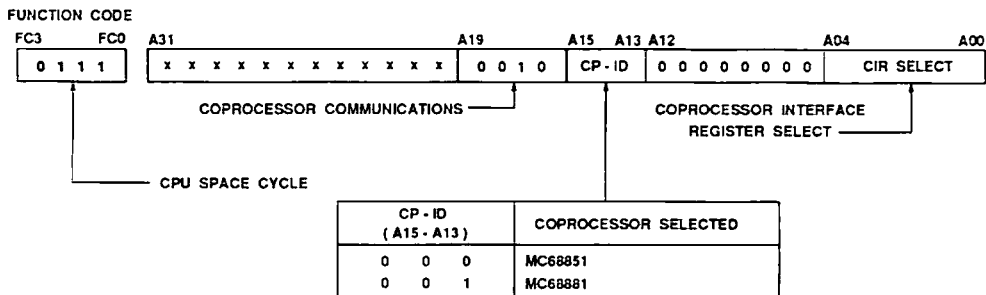 FUNCTION CODE
FC3 FC0 A31 A19 A15 A13 A12 A04 A00
0 1 1 1 x x x x x x x x x x x x 0 0 1 0 CP - ID 0 0 0 0 0 0 0 0 CIR SELECT
COPROCESSOR COMMUNICATIONS
COPROCESSOR INTERFACE
REGISTER SELECT
CPU SPACE CYCLE
CP - ID
( A15 - A13 )
COPROCESSOR SELECTED
0 0 0 MC68851
0 0 1 MC68881